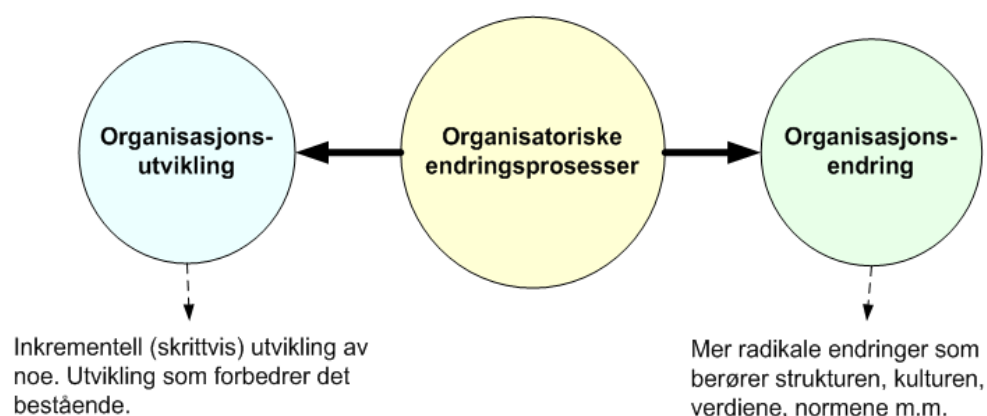 Organisasjons-
utvikling
Organisatoriske
endringsprosesser
Organisasjons-
endring
Inkrementell (skrittvis) utvikling av
noe. Utvikling som forbedrer det
bestående.
Mer radikale endringer som
berører strukturen, kulturen,
verdiene, normene m.m.